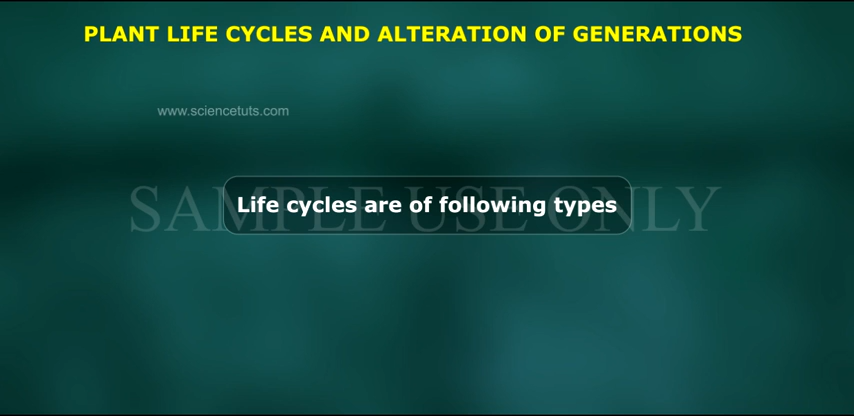 PLANT LIFE CYCLES AND ALTERATION OF GENERATIONS
www.sciencetuts.com
SAMPLE USE ONLY
Life cycles are of following types